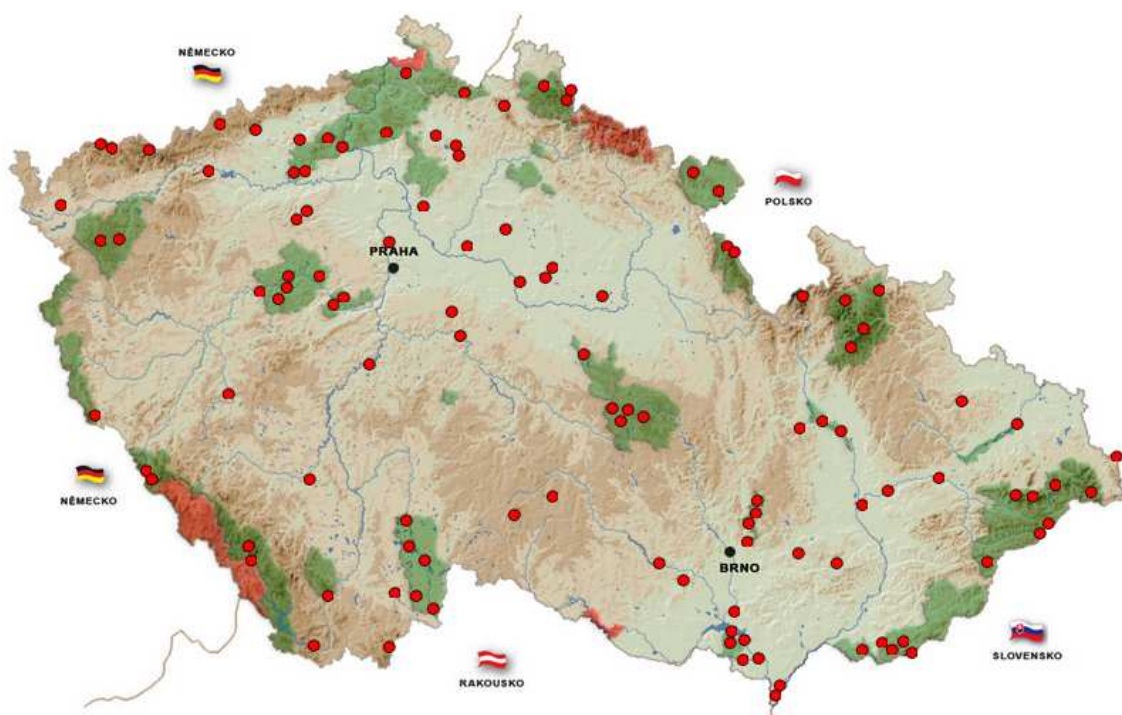 NĚMECKO
POLSKO
PRAHA
NĚMECKO
BRNO
SLOVENSKO
RAKOUSKO